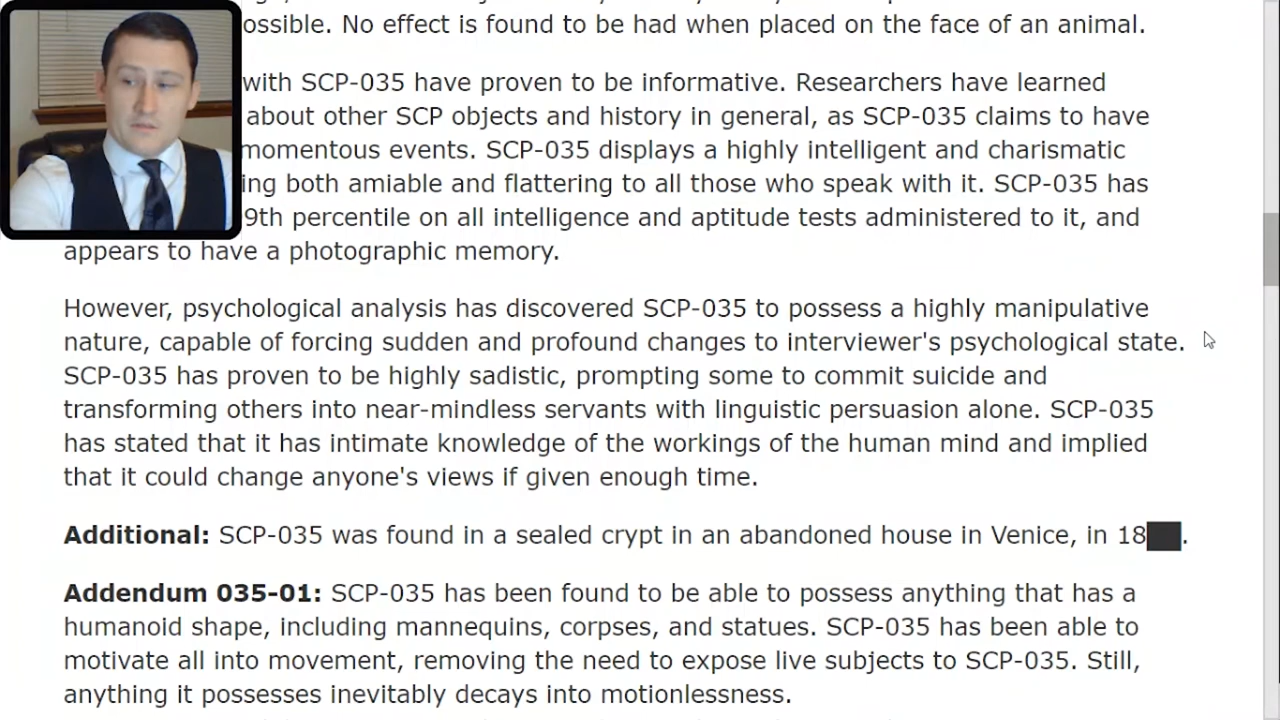 ossible. No effect is found to be had when placed on the face of an animal.
with SCP-035 have proven to be informative. Researchers have learned
about other SCP objects and history in general, as SCP-035 claims to have
momentous events. SCP-035 displays a highly intelligent and charismatic
ing both amiable and flattering to all those who speak with it. SCP-035 has
9th percentile on all intelligence and aptitude tests administered to it, and
appears to have a photographic memory.
However, psychological analysis has discovered SCP-035 to possess a highly manipulative
nature, capable of forcing sudden and profound changes to interviewer's psychological state.
SCP-035 has proven to be highly sadistic, prompting some to commit suicide and
transforming others into near-mindless servants with linguistic persuasion alone. SCP-035
has stated that it has intimate knowledge of the workings of the human mind and implied
that it could change anyone's views if given enough time.
Additional: SCP-035 was found in a sealed crypt in an abandoned house in Venice, in 18██.
Addendum 035-01: SCP-035 has been found to be able to possess anything that has a
humanoid shape, including mannequins, corpses, and statues. SCP-035 has been able to
motivate all into movement, removing the need to expose live subjects to SCP-035. Still,
anything it possesses inevitably decays into motionlessness.